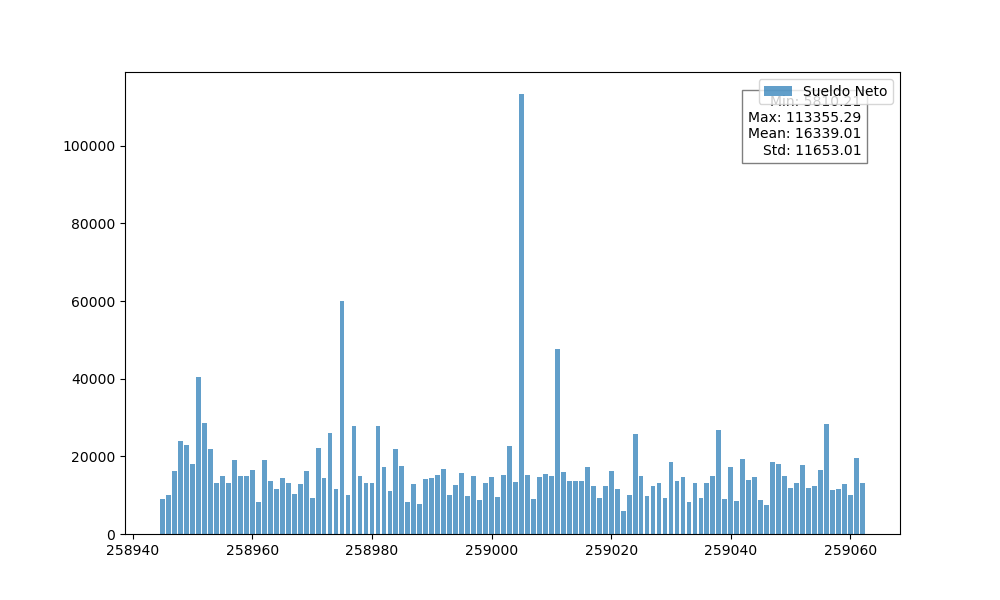 Sueldo Neto
Min: 5810.21
Max: 113355.29
Mean: 16339.01
Std: 11653.01
100000
80000
60000
40000
20000
0
258940 258960 258980 259000 259020 259040 259060